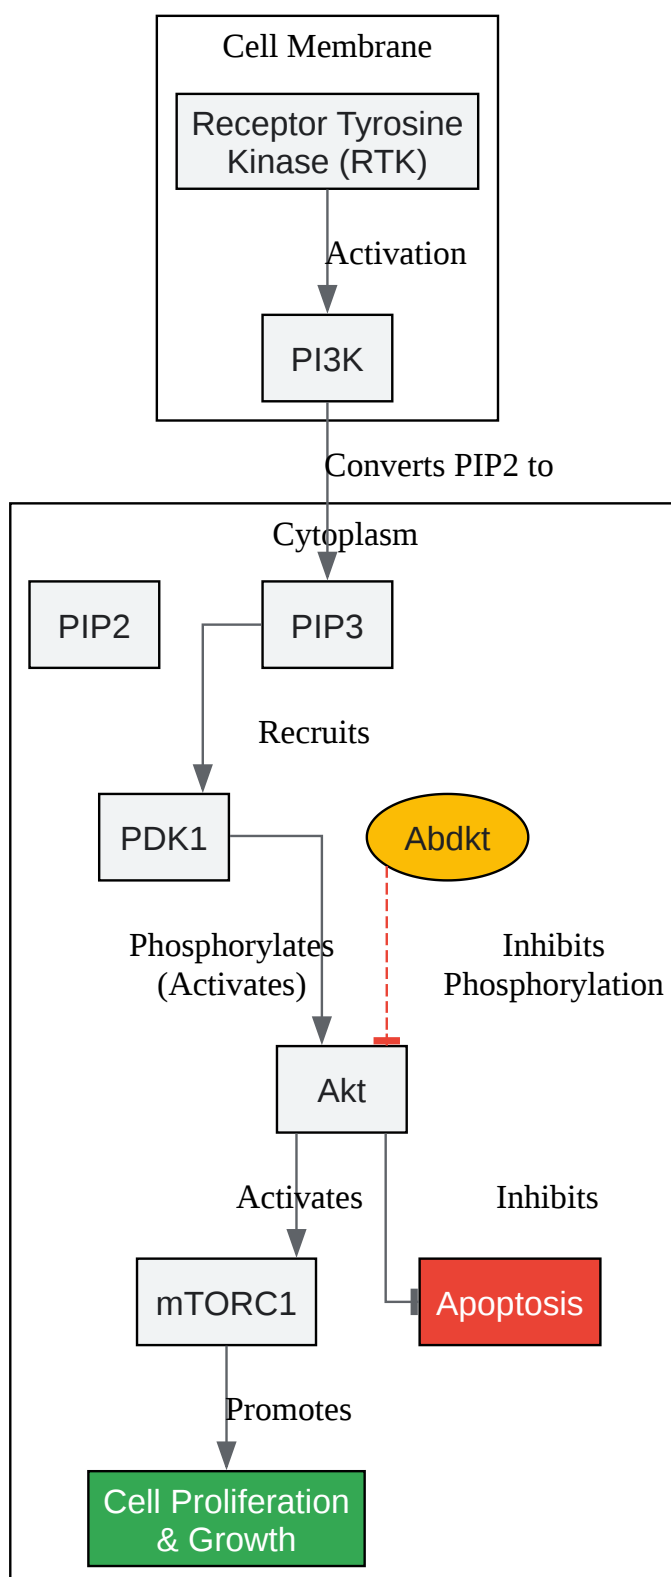 Cell Membrane
Receptor Tyrosine
Kinase (RTK)
Activation
PI3K
Converts PIP2 to
Cytoplasm
PIP2
PIP3
Recruits
PDK1
Abdkt
Phosphorylates
(Activates)
Inhibits
Phosphorylation
Akt
Activates
Inhibits
mTORC1
Apoptosis
Promotes
Cell Proliferation
& Growth